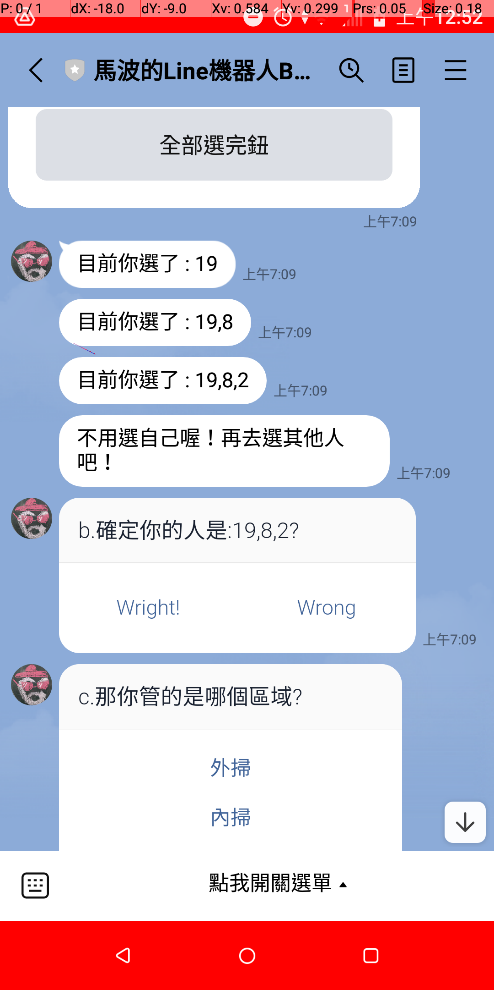 P: 0 / 1 dX: -18.0 dY: -9.0 Xv: 0.584 Yv: 0.299 Prs: 0.05 Size: 0.18
上午12:52
馬波的Line機器人B...
全部選完鈕
上午7:09
目前你選了 : 19
上午7:09
目前你選了 : 19,8
上午7:09
目前你選了 : 19,8,2
上午7:09
不用選自己喔！再去選其他人
吧！
上午7:09
b.確定你的人是:19,8,2?
Wright! Wrong
上午7:09
c.那你管的是哪個區域?
外掃
內掃
點我開關選單